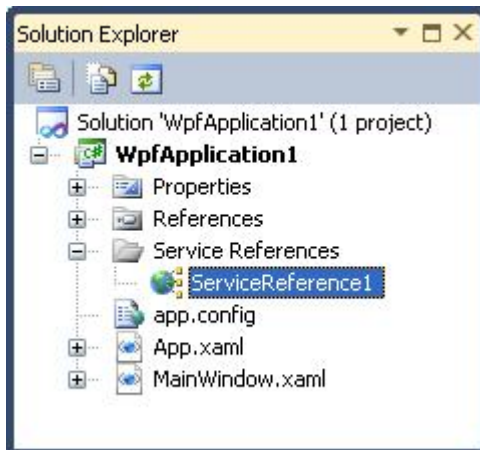 Solution Explorer
Solution 'WpfApplication1' (1 project)
WpfApplication1
Properties
References
Service References
ServiceReference1
app.config
App.xaml
MainWindow.xaml